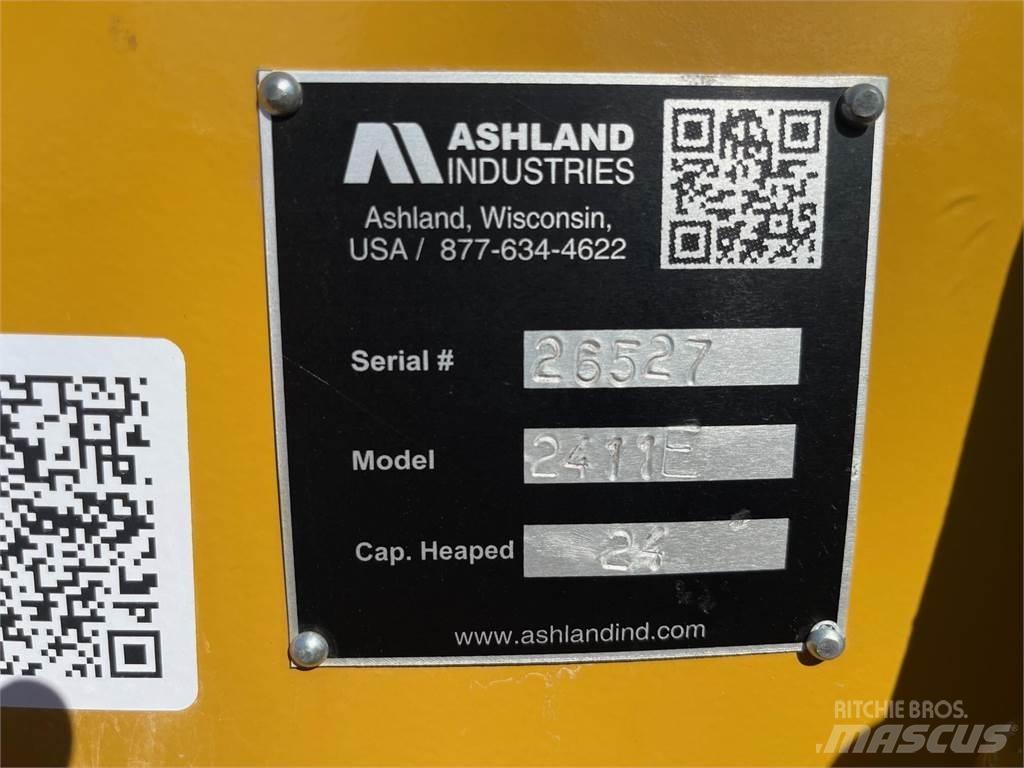 ASHLAND
INDUSTRIES
Ashland, Wisconsin,
USA / 877-634-4622
Serial # 26527
Model 2411E
Cap. Heaped 24
www.ashlandind.com
RITCHIE BROS.
MASCUS